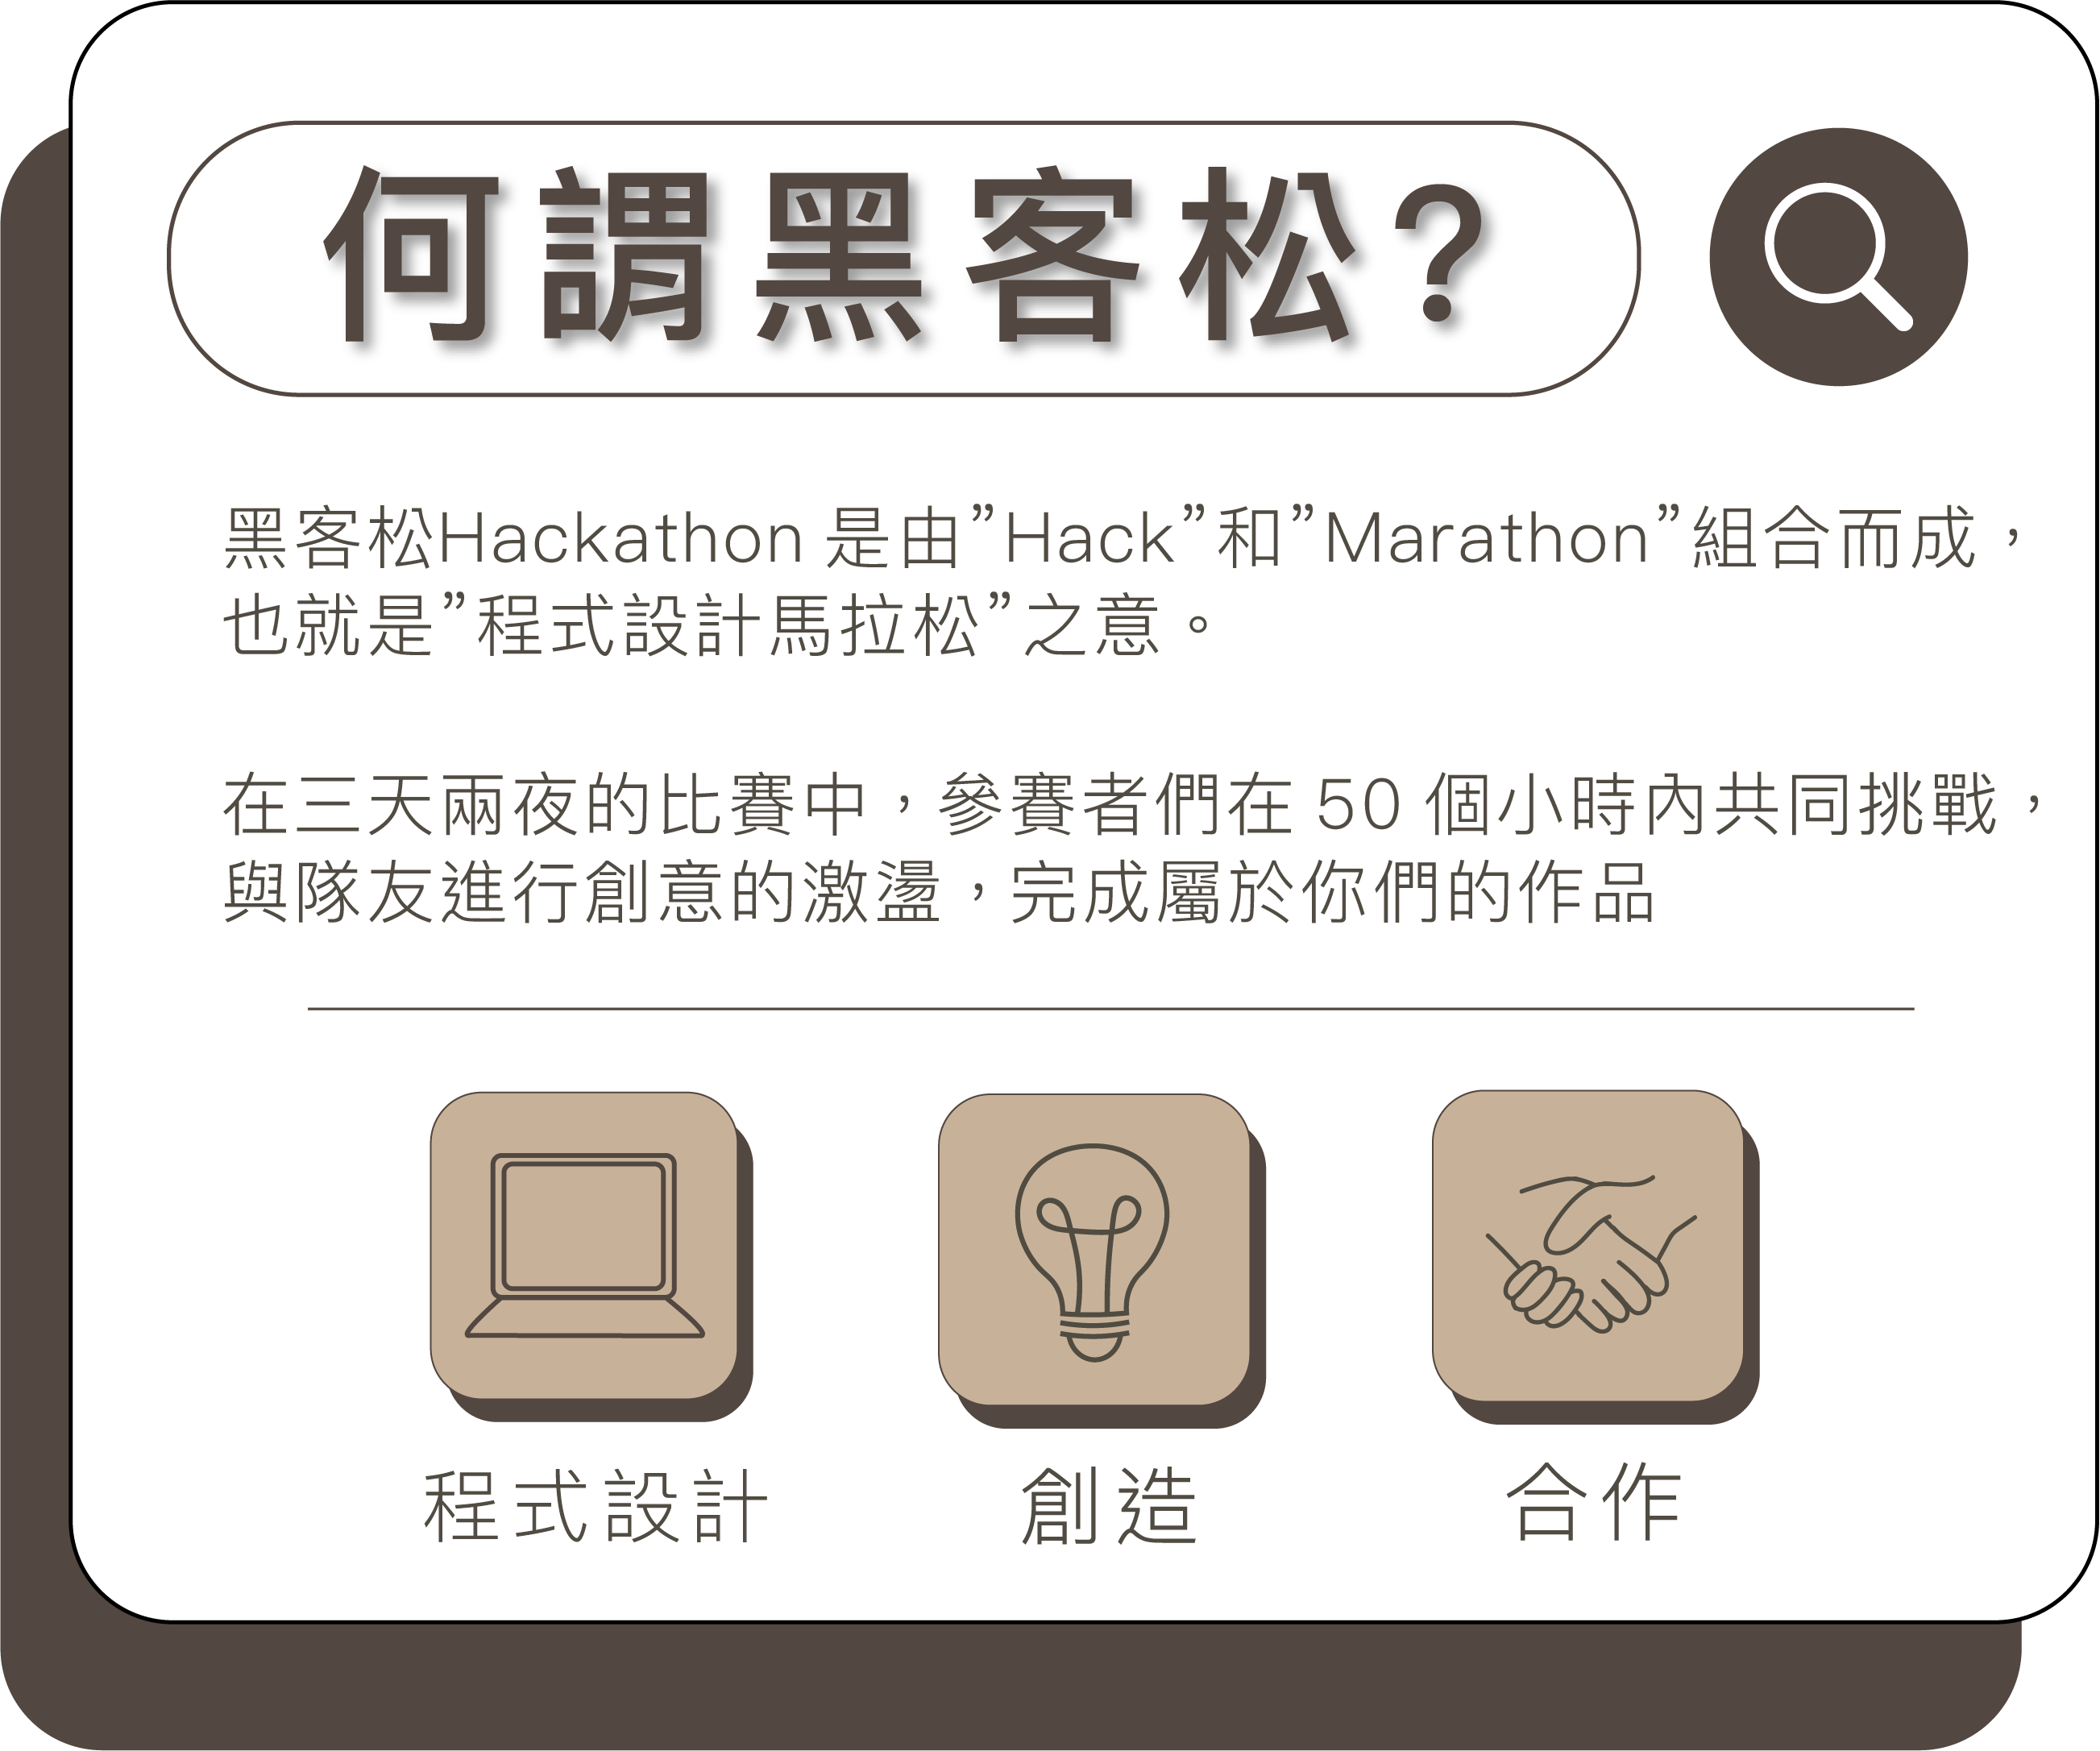 何謂黑客松?
黑客松Hackathon 是由”Hack”和”Marathon”組合而成，
也就是”程式設計馬拉松” 之意。
在三天兩夜的比賽中，參賽者們在 50 個小時內共同挑戰，
與隊友進行創意的激盪，完成屬於你們的作品
程式設計
創造
合作